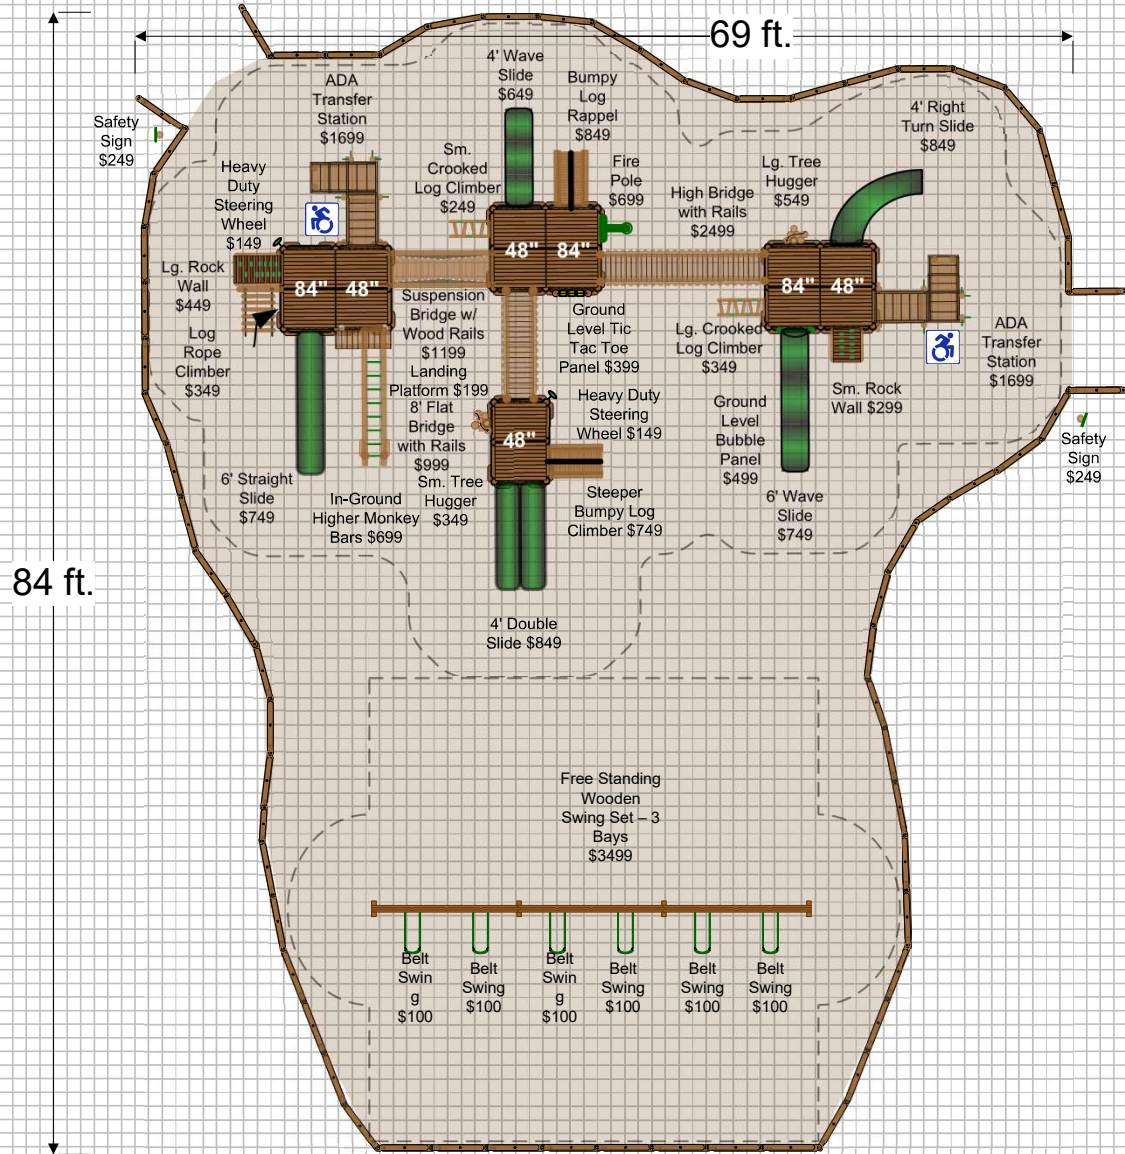 69 ft.
84 ft.
Safety
Sign
$249
ADA
Transfer
Station
$1699
Heavy
Duty
Steering
Wheel
$149
Lg. Rock
Wall
$449
Log
Rope
Climber
$349
84"
48"
6' Straight
Slide
$749
In-Ground
Higher Monkey
Bars $699
4' Wave
Slide
$649
Bumpy
Log
Rappel
$849
Sm.
Crooked
Log Climber
$249
Fire
Pole
$699
48"
84"
Suspension
Bridge w/
Wood Rails
$1199
Landing
Platform $199
8' Flat
Bridge
with Rails
$999
Sm. Tree
Hugger
$349
Ground
Level Tic
Tac Toe
Panel $399
Heavy Duty
Steering
Wheel $149
48"
Steeper
Bumpy Log
Climber $749
4' Double
Slide $849
High Bridge
with Rails
$2499
Lg. Tree
Hugger
$549
4' Right
Turn Slide
$849
84"
48"
Lg. Crooked
Log Climber
$349
Ground
Level
Bubble
Panel
$499
Sm. Rock
Wall $299
6' Wave
Slide
$749
ADA
Transfer
Station
$1699
Safety
Sign
$249
Free Standing
Wooden
Swing Set – 3
Bays
$3499
Belt
Swin
g
$100
Belt
Swing
$100
Belt
Swin
g
$100
Belt
Swing
$100
Belt
Swing
$100
Belt
Swing
$100